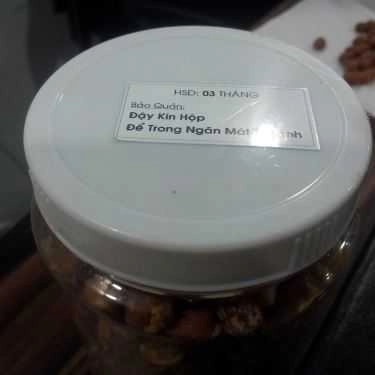 HSD: 03 THÁNG
Bảo Quản:
Đậy Kín Hộp
Để Trong Ngăn Mát